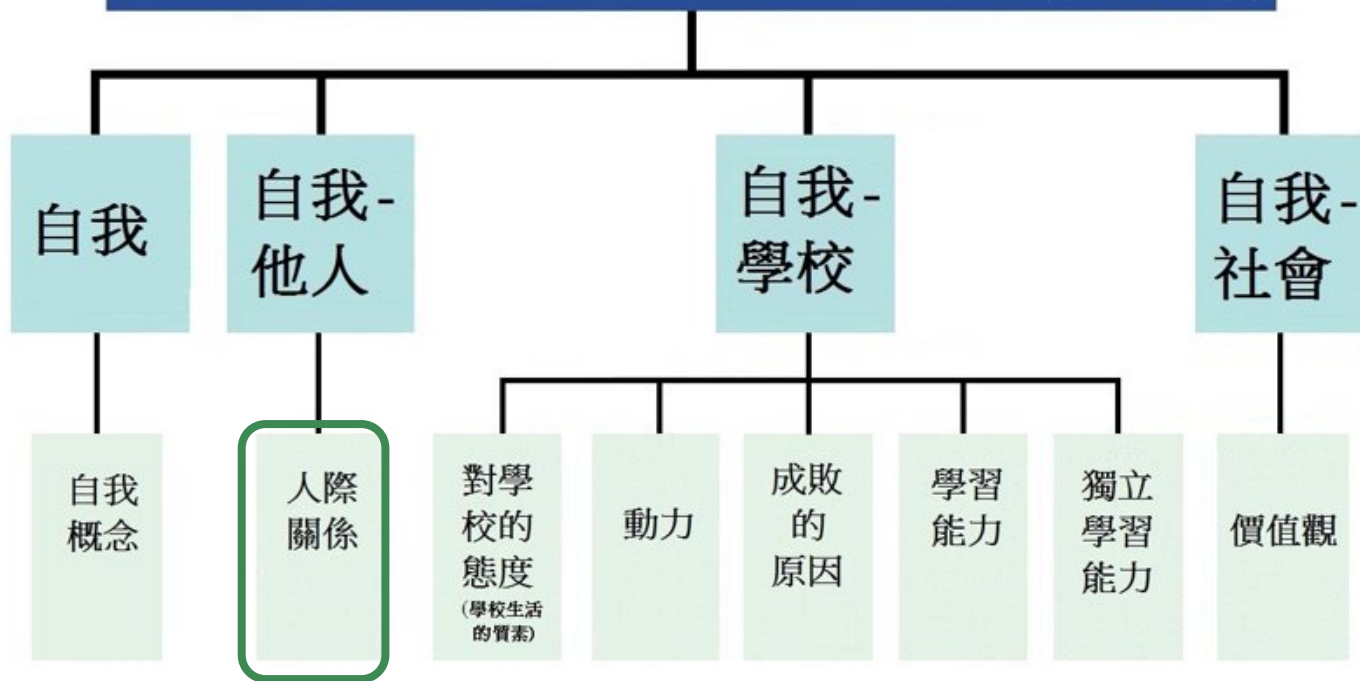 自我
自我-
他人
自我-
學校
自我-
社會
自我
概念
人際
關係
對學
校的
態度
(學校生活
的質素)
動力
成敗
的
原因
學習
能力
獨立
學習
能力
價值觀